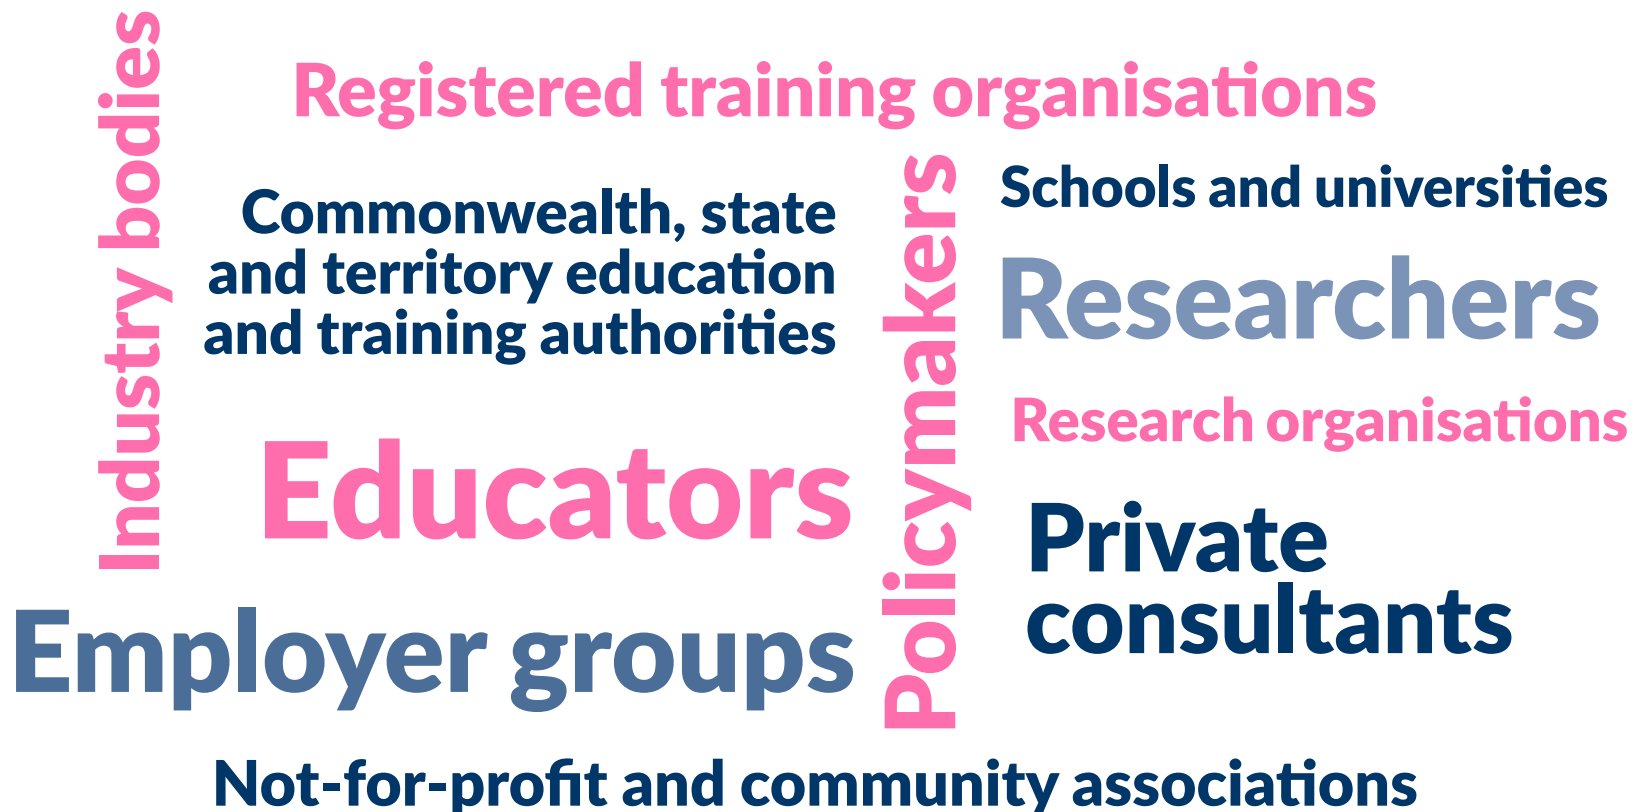 Industry bodies
Registered training organisations
Commonwealth, state
and territory education
and training authorities
Policymakers
Schools and universities
Researchers
Research organisations
Educators
Private
consultants
Employer groups
Not-for-profit and community associations